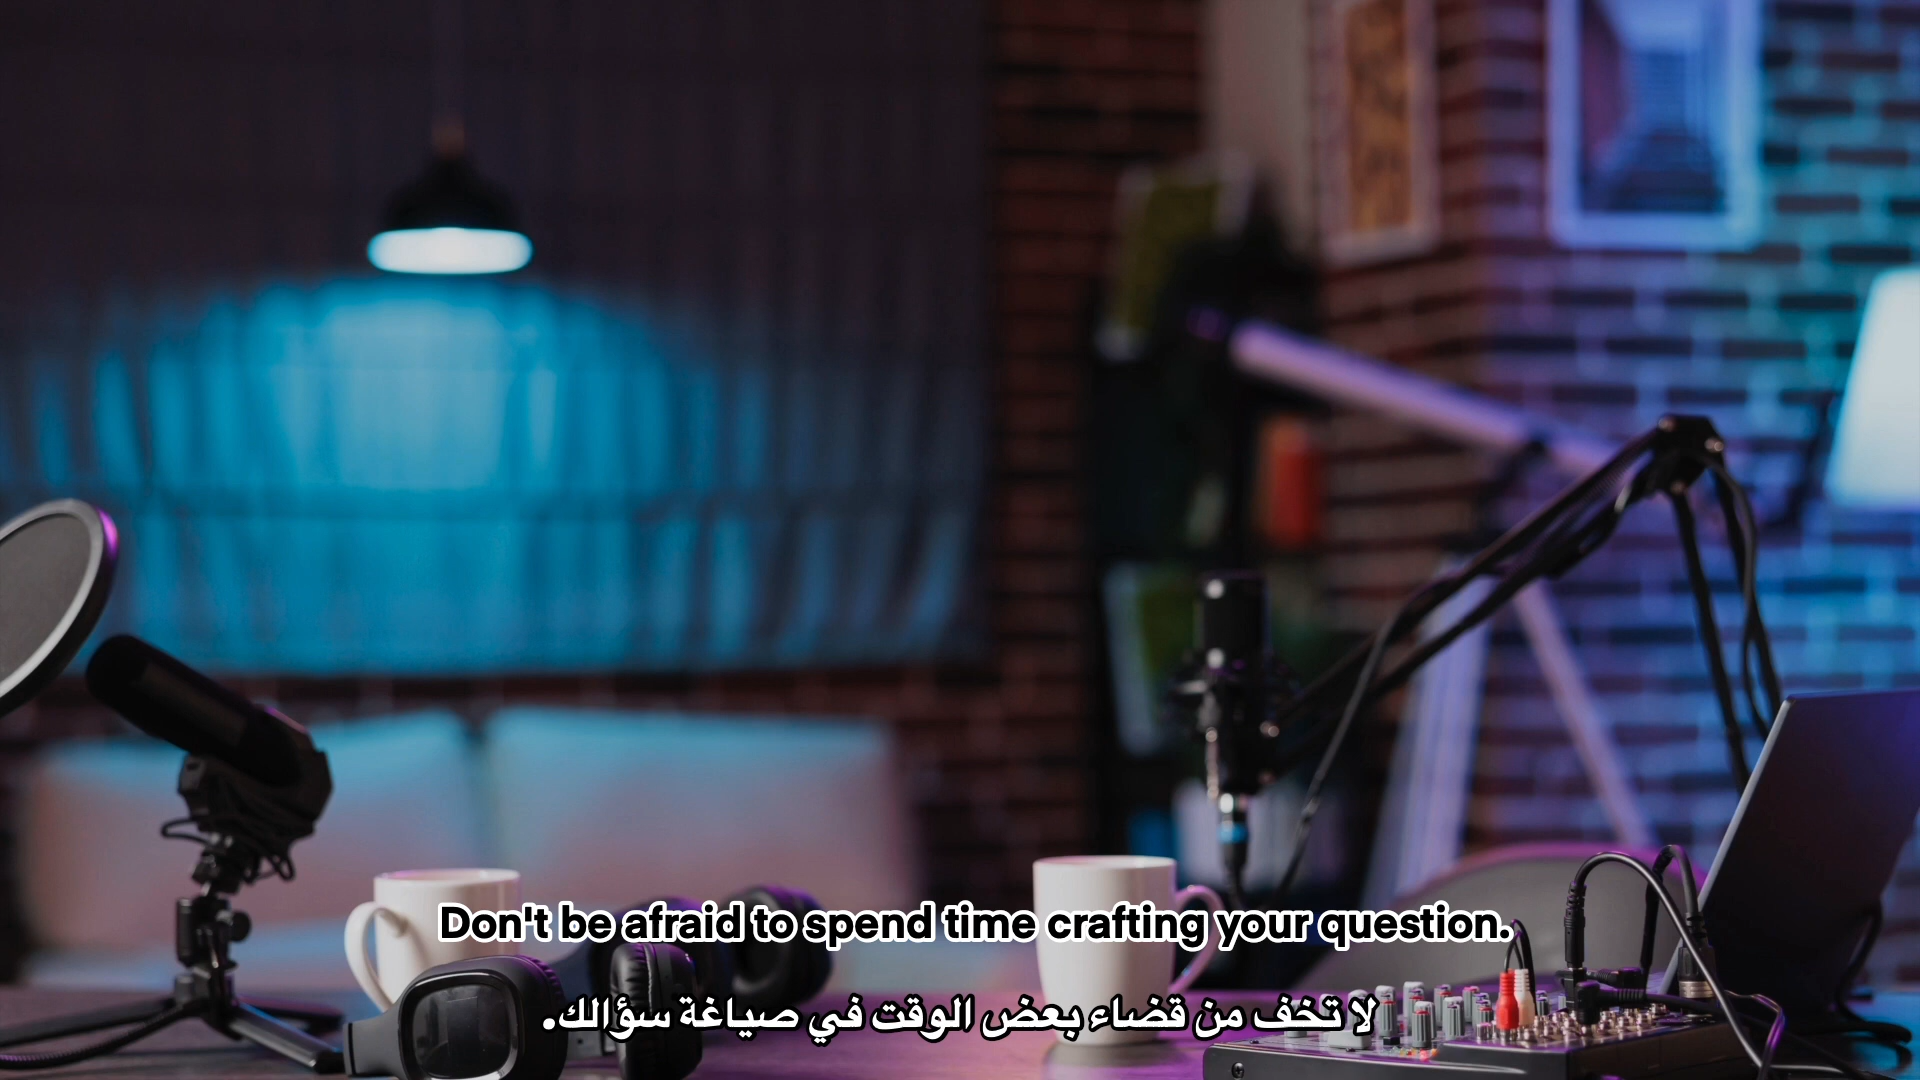 Don't be afraid to spend time crafting your question.
لا تخف من قضاء بعض الوقت في صياغة سؤالك.